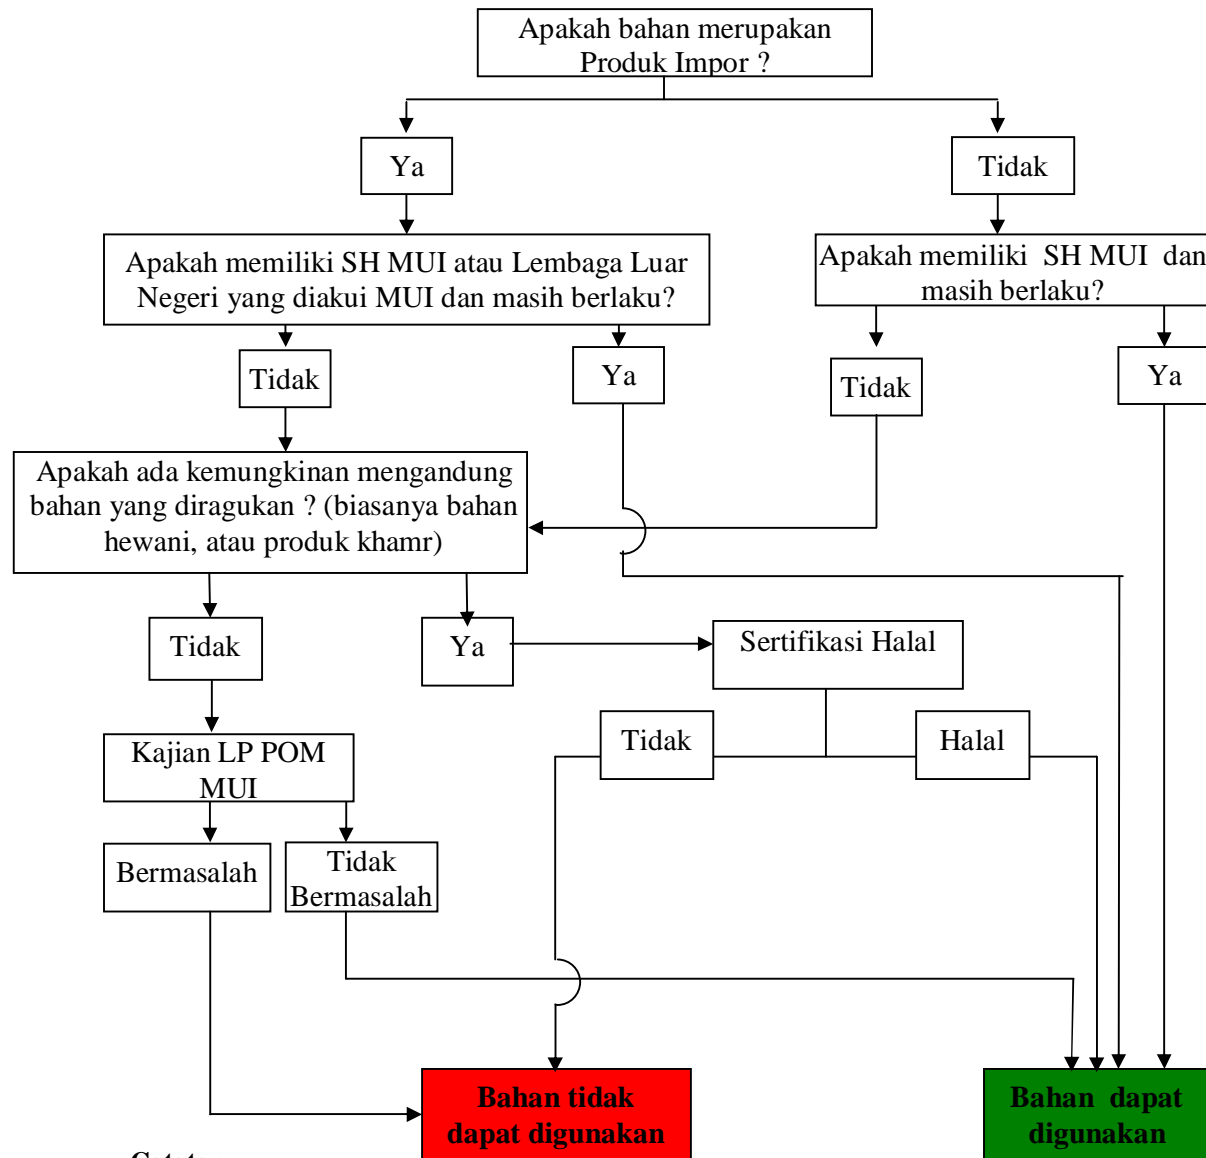 Apakah bahan merupakan
Produk Impor ?
Ya
Tidak
Apakah memiliki SH MUI atau Lembaga Luar
Negeri yang diakui MUI dan masih berlaku?
Apakah memiliki SH MUI dan
masih berlaku?
Tidak
Ya
Tidak
Ya
Apakah ada kemungkinan mengandung
bahan yang diragukan ? (biasanya bahan
hewani, atau produk khamr)
Tidak
Ya
Sertifikasi Halal
Tidak
Halal
Kajian LP POM
MUI
Bermasalah
Tidak
Bermasalah
Bahan tidak
dapat digunakan
Bahan dapat
digunakan